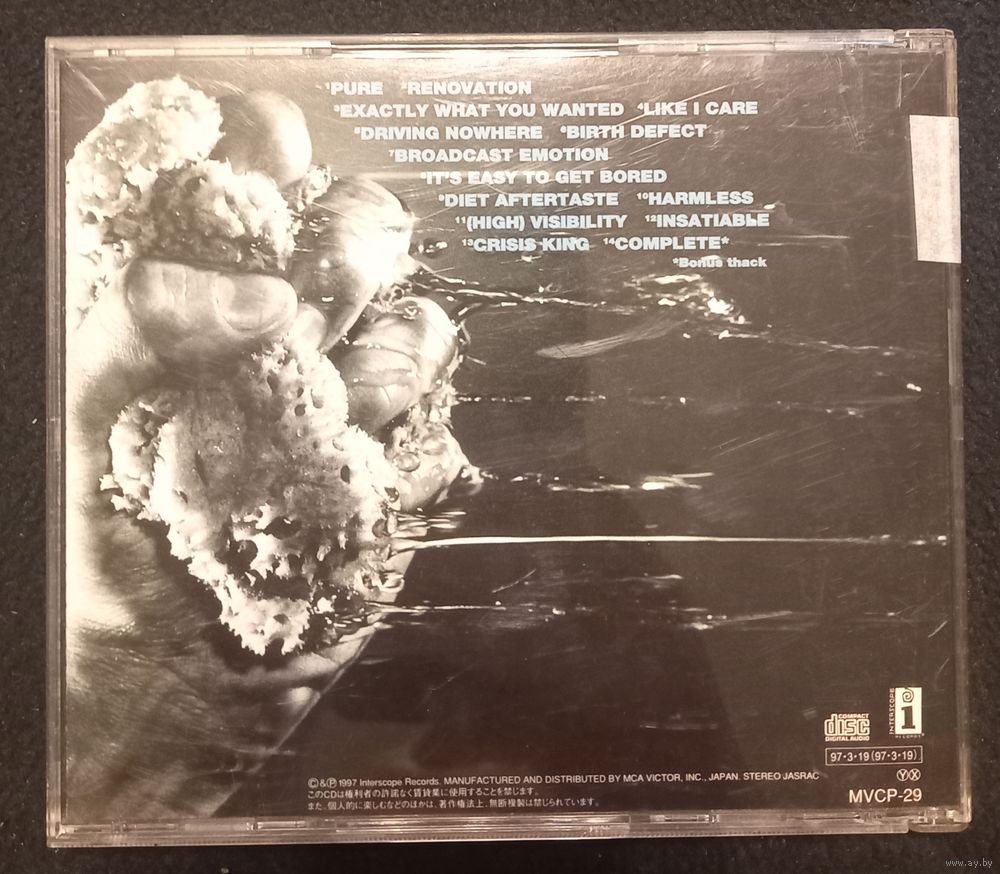 ¹PURE ²RENOVATION
³EXACTLY WHAT YOU WANTED ⁴LIKE I CARE
⁵DRIVING NOWHERE ⁶BIRTH DEFECT
⁷BROADCAST EMOTION
⁸IT'S EASY TO GET BORED
⁹DIET AFTERTASTE ¹⁰HARMLESS
¹¹(HIGH) VISIBILITY ¹²INSATIABLE
¹³CRISIS KING ¹⁴COMPLETE*
*Bonus thack
COMPACT
disc
DIGITAL AUDIO
INTERSCOPE
i
RECORDS
97・3・19(97・3・19)
Ⓨ Ⓧ
©&Ⓟ 1997 Interscope Records. MANUFACTURED AND DISTRIBUTED BY MCA VICTOR, INC., JAPAN. STEREO JASRAC
このCDは権利者の許諾なく賃貸業に使用することを禁じます。
また、個人的に楽しむなどのほかは、著作権法上、無断複製は禁じられています。
MVCP-29
www.ay.by